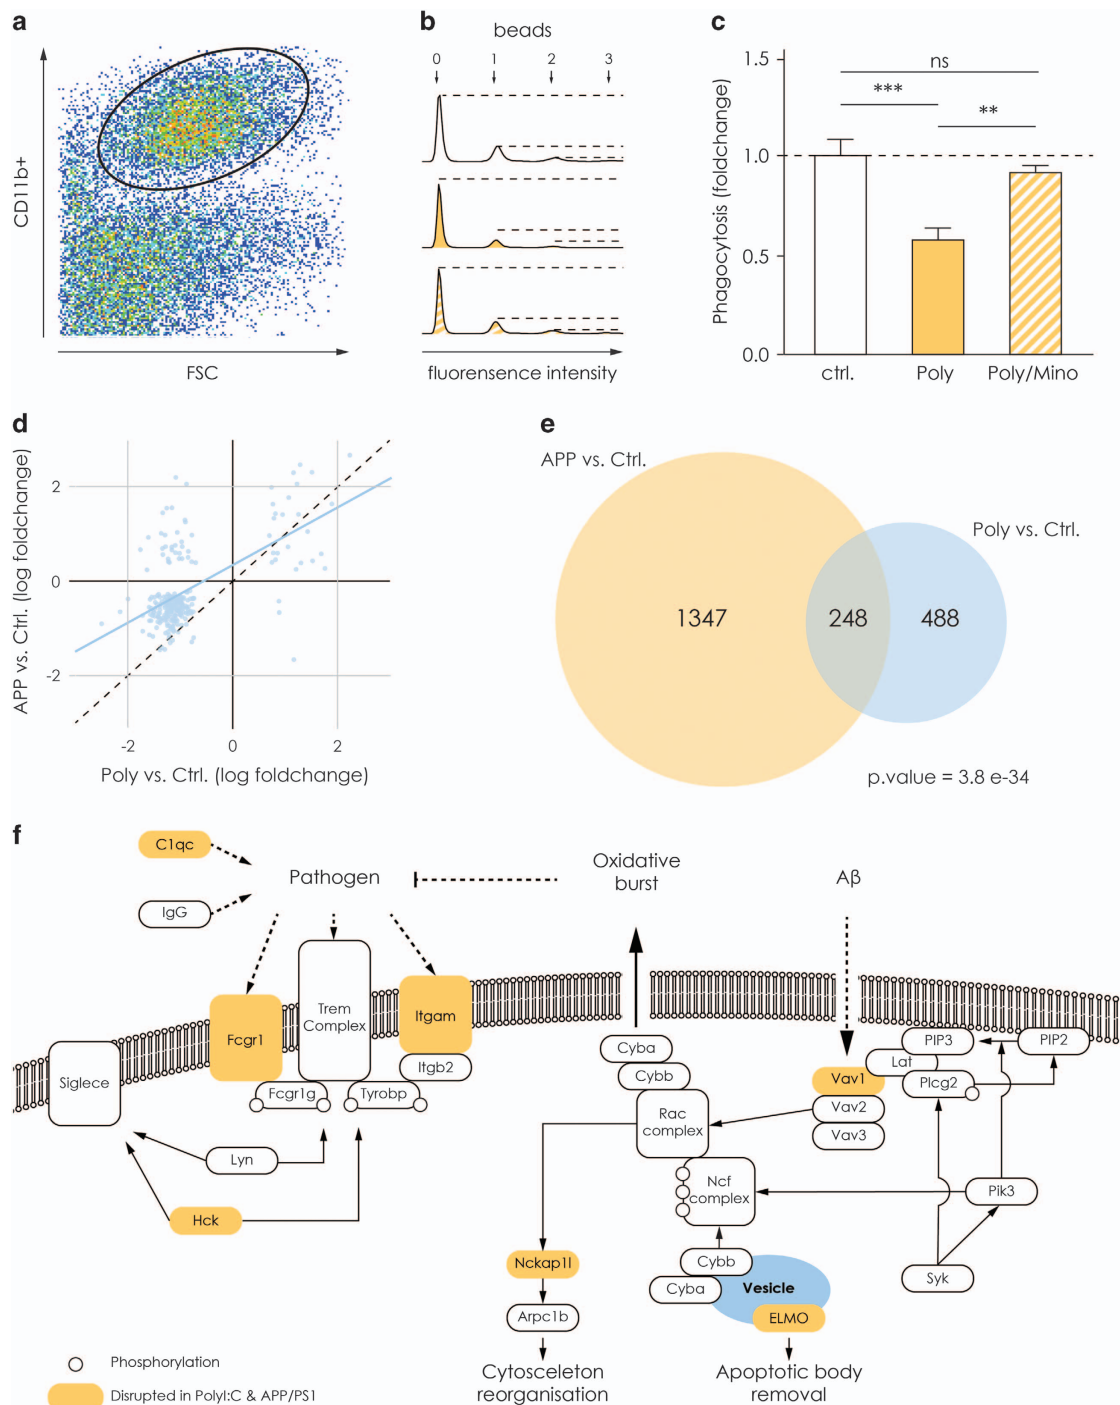 a
CD11b+
FSC
b
beads
0 1 2 3
fluorensence intensity
c
Phagocytosis (foldchange)
1.5
1.0
0.5
0.0
ns
***
**
ctrl. Poly Poly/Mino
d
APP vs. Ctrl. (log foldchange)
2
0
-2
-2 0 2
Poly vs. Ctrl. (log foldchange)
e
APP vs. Ctrl.
Poly vs. Ctrl.
1347 248 488
p.value = 3.8 e-34
f
C1qc
IgG
Pathogen
Oxidative
burst
Aβ
Siglece
Fcgr1
Trem
Complex
Itgam
Itgb2
Fcgr1g
Tyrobp
Lyn
Hck
Cyba
Cybb
Rac
complex
Ncf
complex
Vav1
Vav2
Vav3
Lat
PIP3
PIP2
Plcg2
Pik3
Syk
Nckap1l
Arpc1b
Cytosceleton
reorganisation
Cybb
Cyba
Vesicle
ELMO
Apoptotic body
removal
Phosphorylation
Disrupted in PolyI:C & APP/PS1